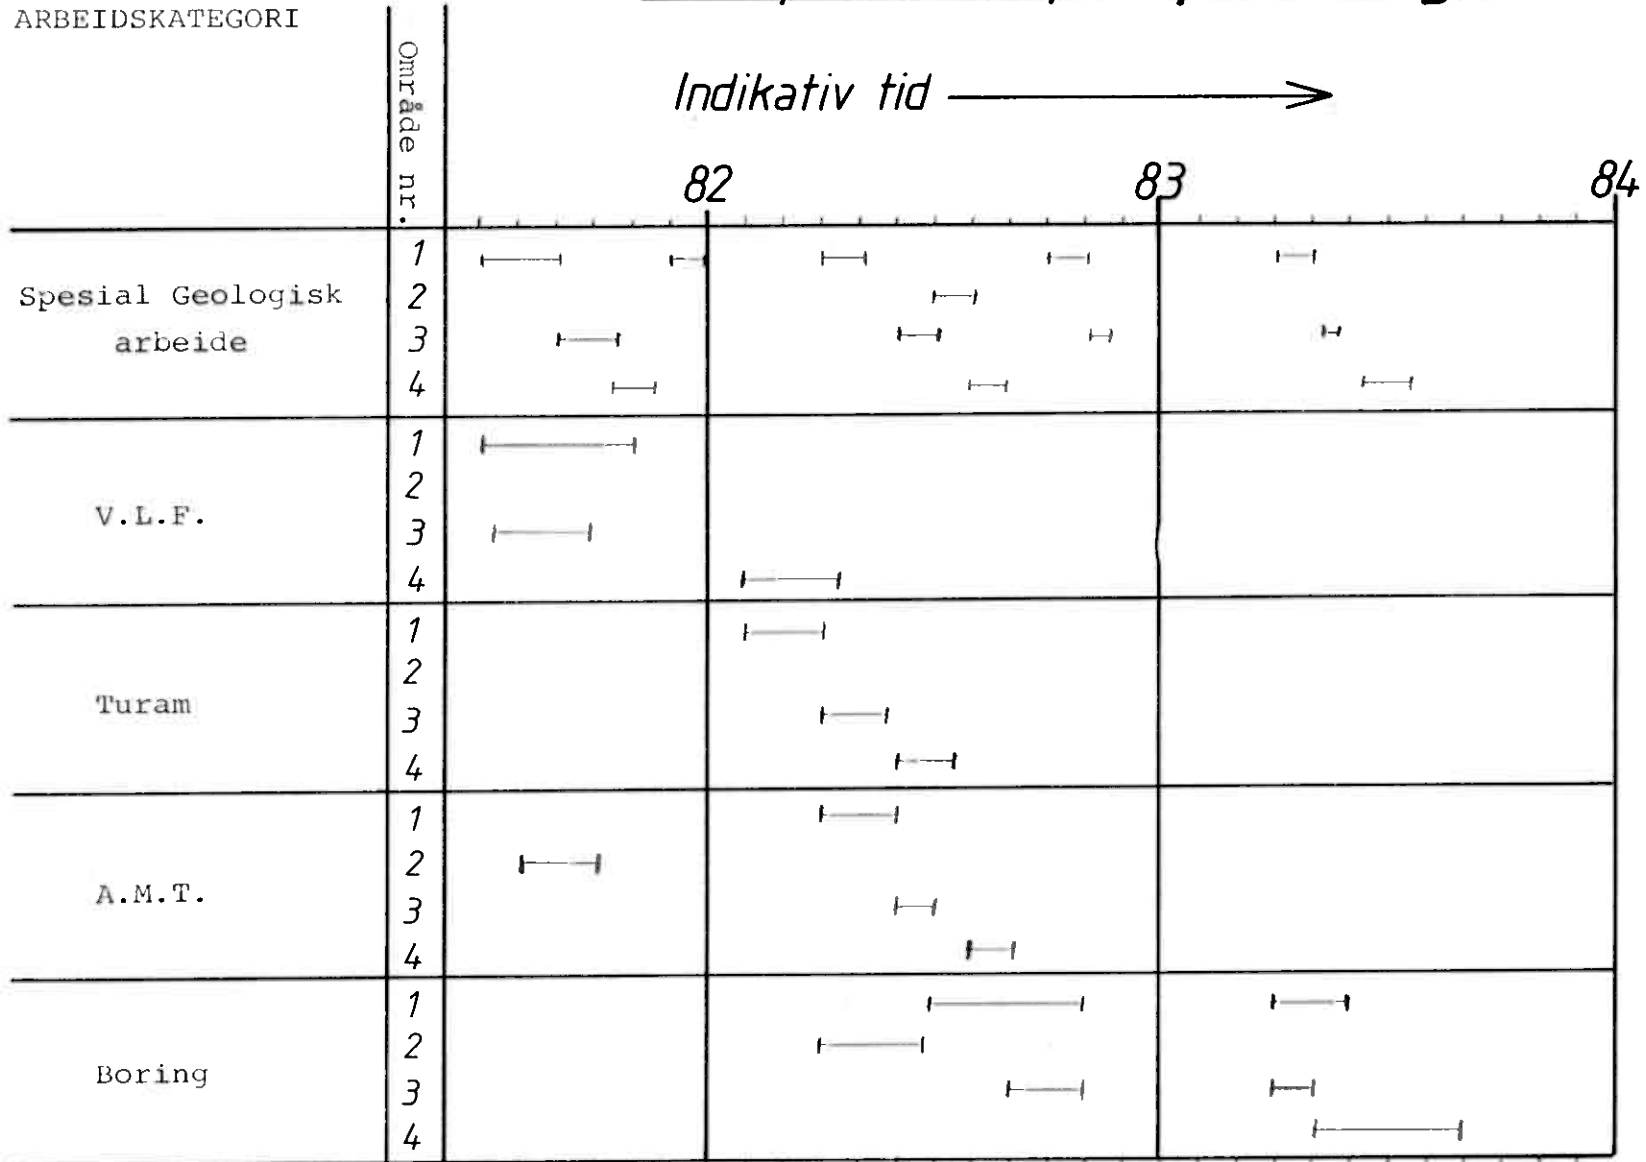 ARBEIDSKATEGORI
Område nr.
Indikativ tid
82 83 84
Spesial Geologisk
arbeide
1
2
3
4
V.L.F.
1
2
3
4
Turam
1
2
3
4
A.M.T.
1
2
3
4
Boring
1
2
3
4